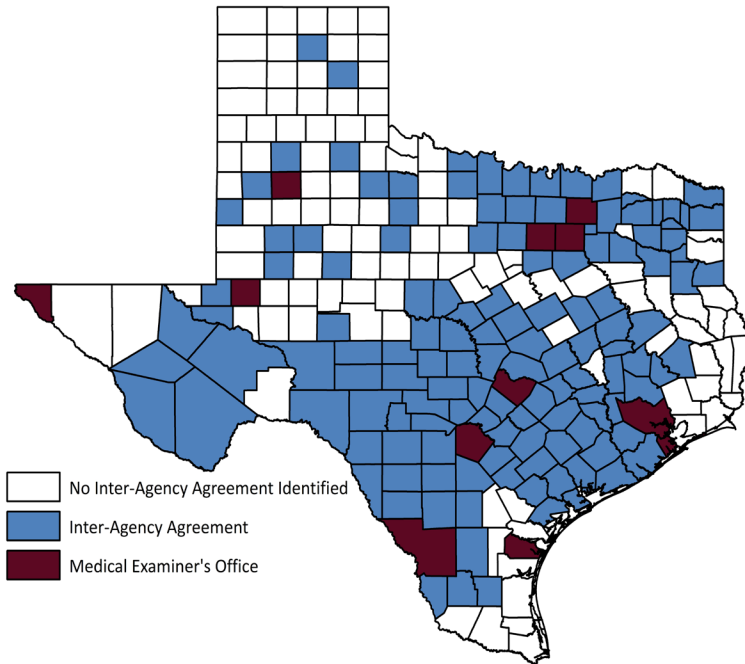 No Inter-Agency Agreement Identified
Inter-Agency Agreement
Medical Examiner's Office